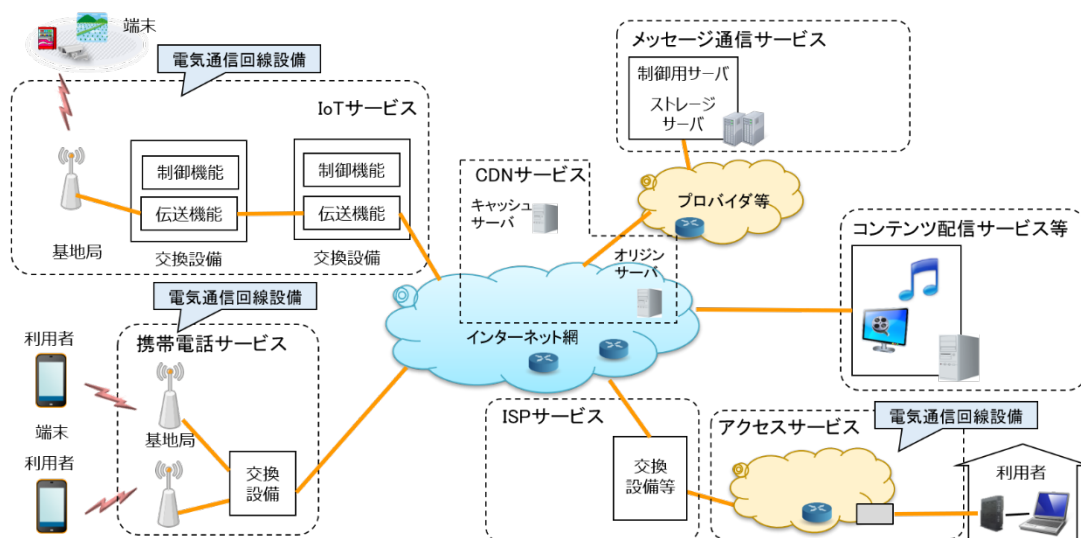 端末
電気通信回線設備
IoTサービス
制御機能
伝送機能
制御機能
伝送機能
基地局
交換設備
交換設備
メッセージ通信サービス
制御用サーバ
ストレージ
サーバ
CDNサービス
キャッシュ
サーバ
プロバイダ等
オリジン
サーバ
コンテンツ配信サービス等
インターネット網
電気通信回線設備
携帯電話サービス
利用者
端末
利用者
基地局
交換
設備
ISPサービス
交換
設備等
アクセスサービス
電気通信回線設備
利用者